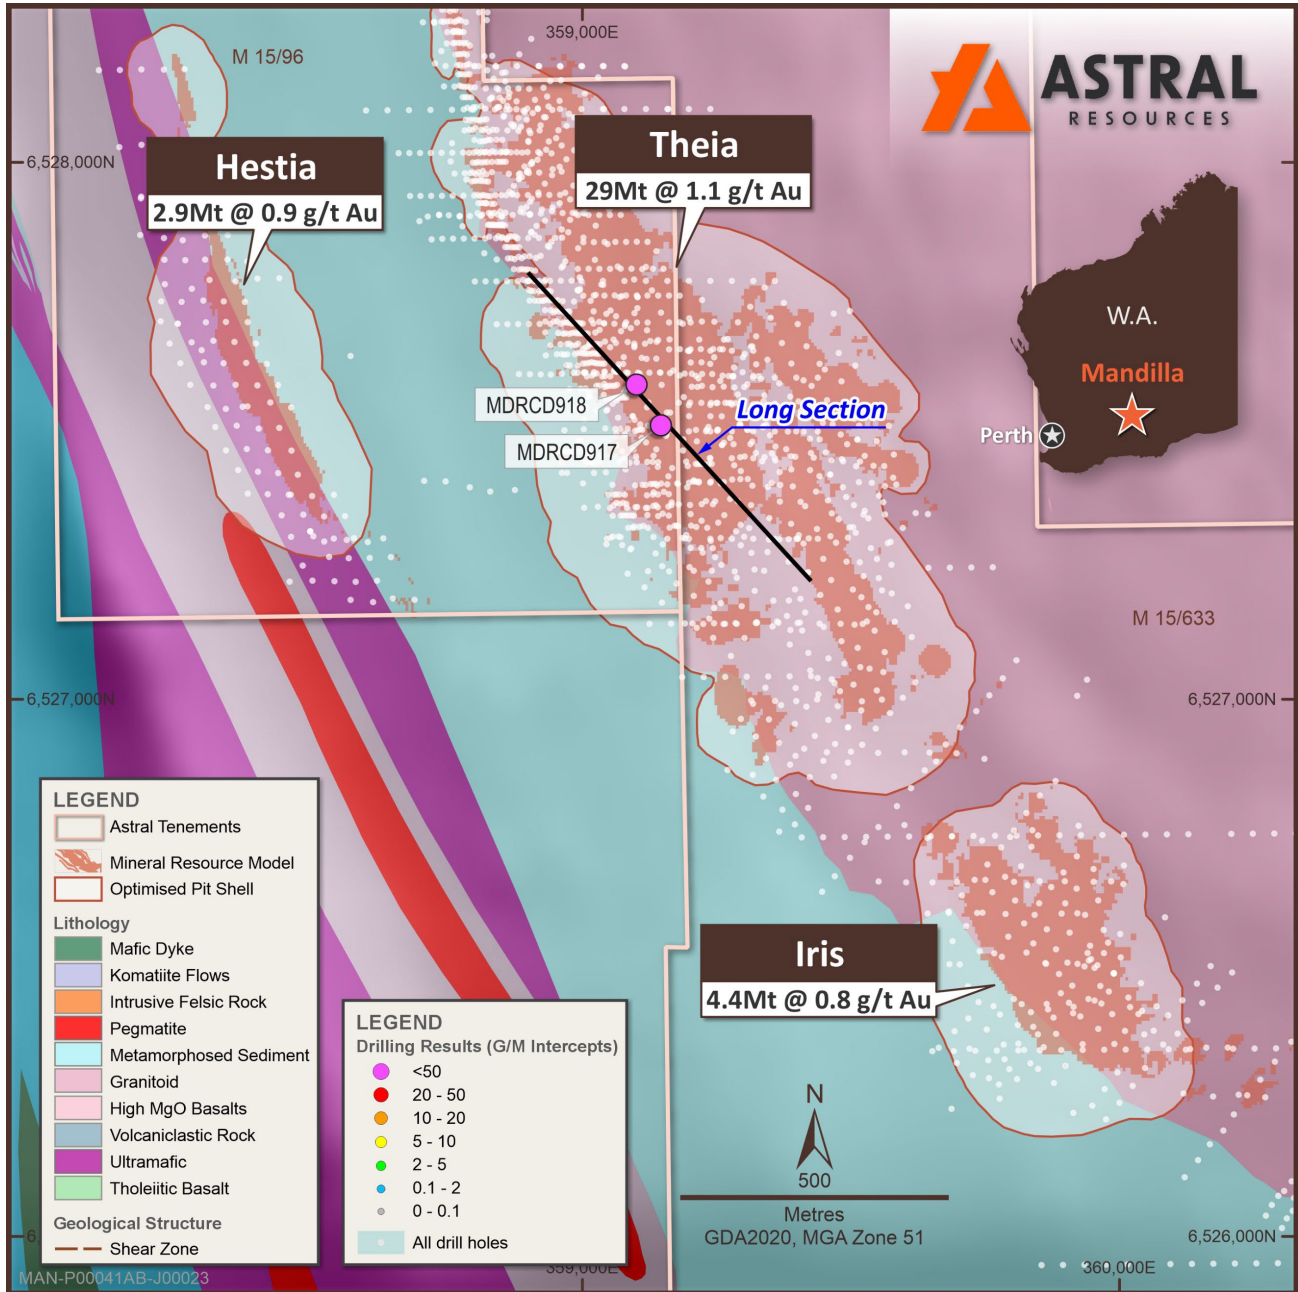 359,000E
M 15/96
ASTRAL
RESOURCES
6,528,000N
Hestia
2.9Mt @ 0.9 g/t Au
Theia
29Mt @ 1.1 g/t Au
W.A.
Mandilla
Perth
MDRCD918
MDRCD917
Long Section
M 15/633
6,527,000N
6,527,000N
LEGEND
Astral Tenements
Mineral Resource Model
Optimised Pit Shell
Lithology
Mafic Dyke
Komatiite Flows
Intrusive Felsic Rock
Pegmatite
Metamorphosed Sediment
Granitoid
High MgO Basalts
Volcaniclastic Rock
Ultramafic
Tholeiitic Basalt
Geological Structure
Shear Zone
MAN-P00041AB-J00023
LEGEND
Drilling Results (G/M Intercepts)
<50
20 - 50
10 - 20
5 - 10
2 - 5
0.1 - 2
0 - 0.1
All drill holes
Iris
4.4Mt @ 0.8 g/t Au
N
500
Metres
GDA2020, MGA Zone 51
6,526,000N
359,000E
360,000E